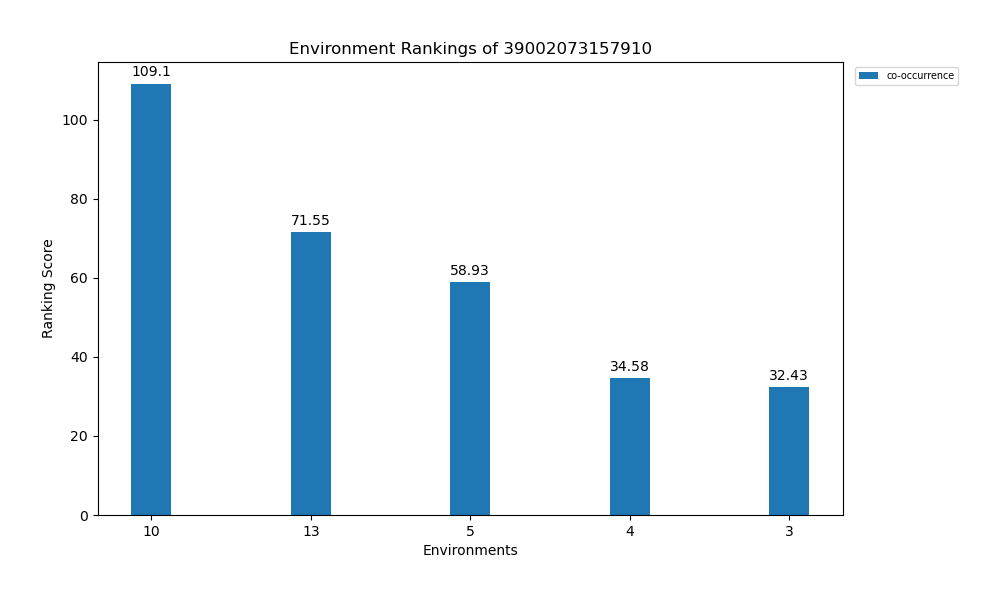 Environment Rankings of 39002073157910
co-occurrence
109.1
71.55
58.93
34.58
32.43
100
80
60
40
20
0
Ranking Score
10 13 5 4 3
Environments